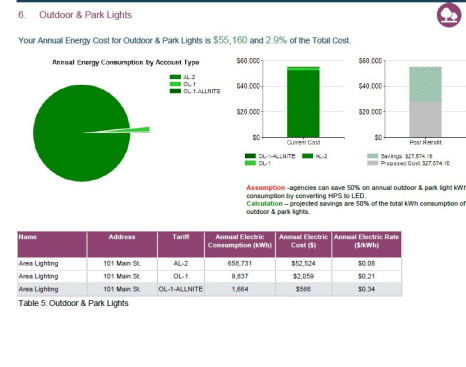 6. Outdoor & Park Lights
Your Annual Energy Cost for Outdoor & Park Lights is $55,160 and 2.9% of the Total Cost.
Annual Energy Consumption by Account Type
AL-2
OL-1
OL-1-ALLNITE
$60,000
$40,000
$20,000
$0
Current Cost
OL-1-ALLNITE AL-2
OL-1
$60,000
$40,000
$20,000
$0
Post Retrofit
Savings: $27,574.16
Proposed Cost: $27,574.16
Assumption -agencies can save 50% on annual outdoor & park light kWh
consumption by converting HPS to LED.
Calculation – projected savings are 50% of the total kWh consumption of
outdoor & park lights.
Name Address Tariff Annual Electric Consumption (kWh) Annual Electric Cost ($) Annual Electric Rate ($/kWh)
Area Lighting 101 Main St. AL-2 658,731 $52,524 $0.08
Area Lighting 101 Main St. OL-1 9,837 $2,059 $0.21
Area Lighting 101 Main St. OL-1-ALLNITE 1,664 $566 $0.34
Table 5: Outdoor & Park Lights